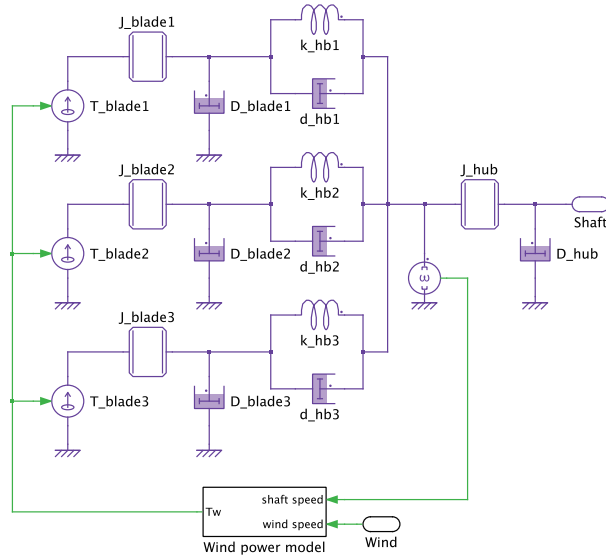 J_blade1
k_hb1
T_blade1
D_blade1
d_hb1
J_blade2
k_hb2
J_hub
Shaft
T_blade2
D_blade2
d_hb2
ω
D_hub
J_blade3
k_hb3
T_blade3
D_blade3
d_hb3
shaft speed
Tw
wind speed
Wind power model
Wind